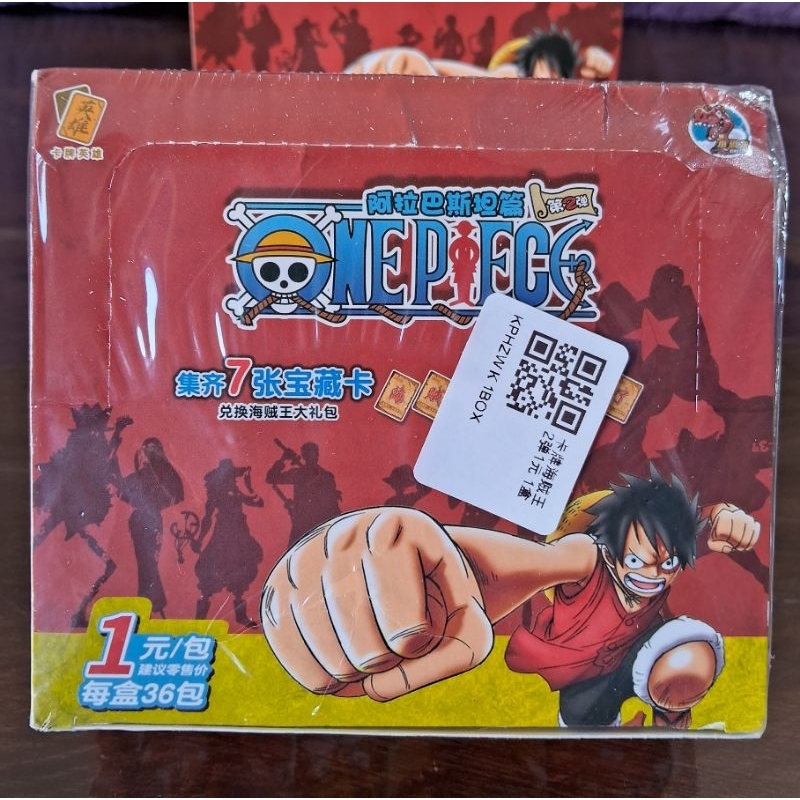 英雄
卡牌英雄
阿拉巴斯坦篇
第2弹
ONE PIECE
集齐7张宝藏卡
兑换海贼王大礼包
KPHZWK 1BOX
卡牌海贼王
2弹1元 1盒
1元/包
建议零售价
每盒36包